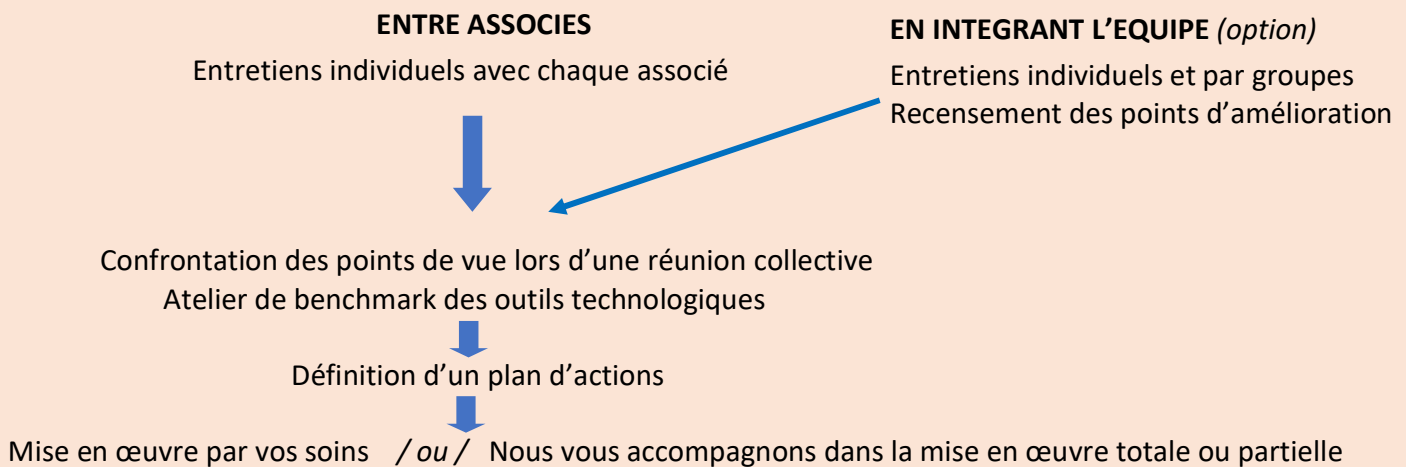 ENTRE ASSOCIES
Entretiens individuels avec chaque associé
EN INTEGRANT L’EQUIPE (option)
Entretiens individuels et par groupes
Recensement des points d’amélioration
Confrontation des points de vue lors d’une réunion collective
Atelier de benchmark des outils technologiques
Définition d’un plan d’actions
Mise en œuvre par vos soins / ou / Nous vous accompagnons dans la mise en œuvre totale ou partielle